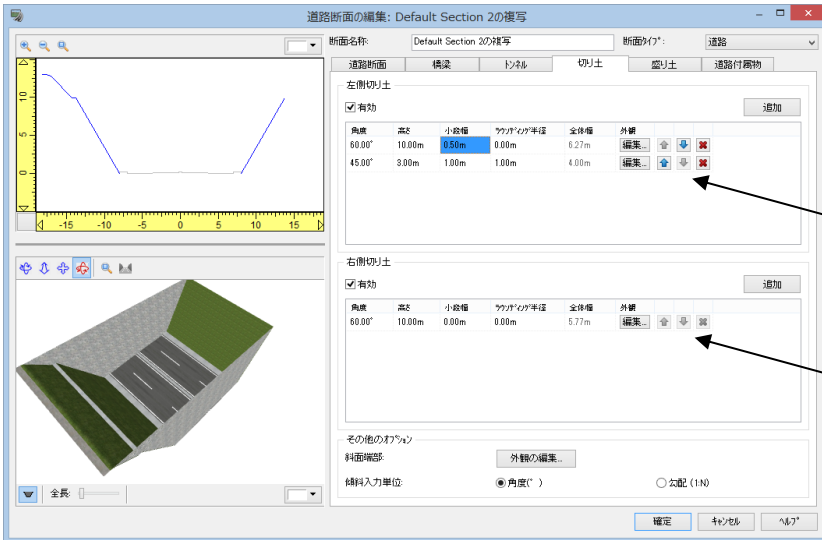 道路断面の編集: Default Section 2の複写
断面名称: Default Section 2の複写 断面タイプ: 道路
道路断面 橋梁 トンネル 切り土 盛り土 道路付属物
左側切り土
有効 追加
角度 高さ 小段幅 ラウンディング半径 全体幅 外観
60.00° 10.00m 0.50m 0.00m 6.27m 編集...
45.00° 3.00m 1.00m 1.00m 4.00m 編集...
右側切り土
有効 追加
角度 高さ 小段幅 ラウンディング半径 全体幅 外観
60.00° 10.00m 0.00m 0.00m 5.77m 編集...
その他のオプション
斜面端部: 外観の編集...
傾斜入力単位: 角度(°) 勾配 (1:N)
確定 キャンセル ヘルプ
10
5
0
-15 -10 -5 0 5 10 15
全長: